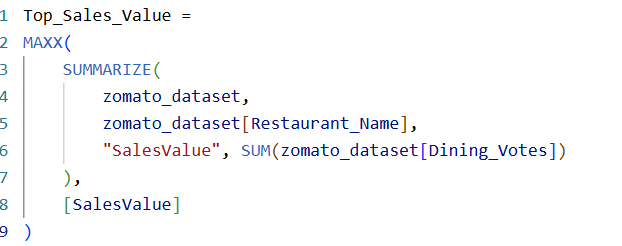 1 Top_Sales_Value =
2 MAXX(
3     SUMMARIZE(
4         zomato_dataset,
5         zomato_dataset[Restaurant_Name],
6         "SalesValue", SUM(zomato_dataset[Dining_Votes])
7     ),
8     [SalesValue]
9 )